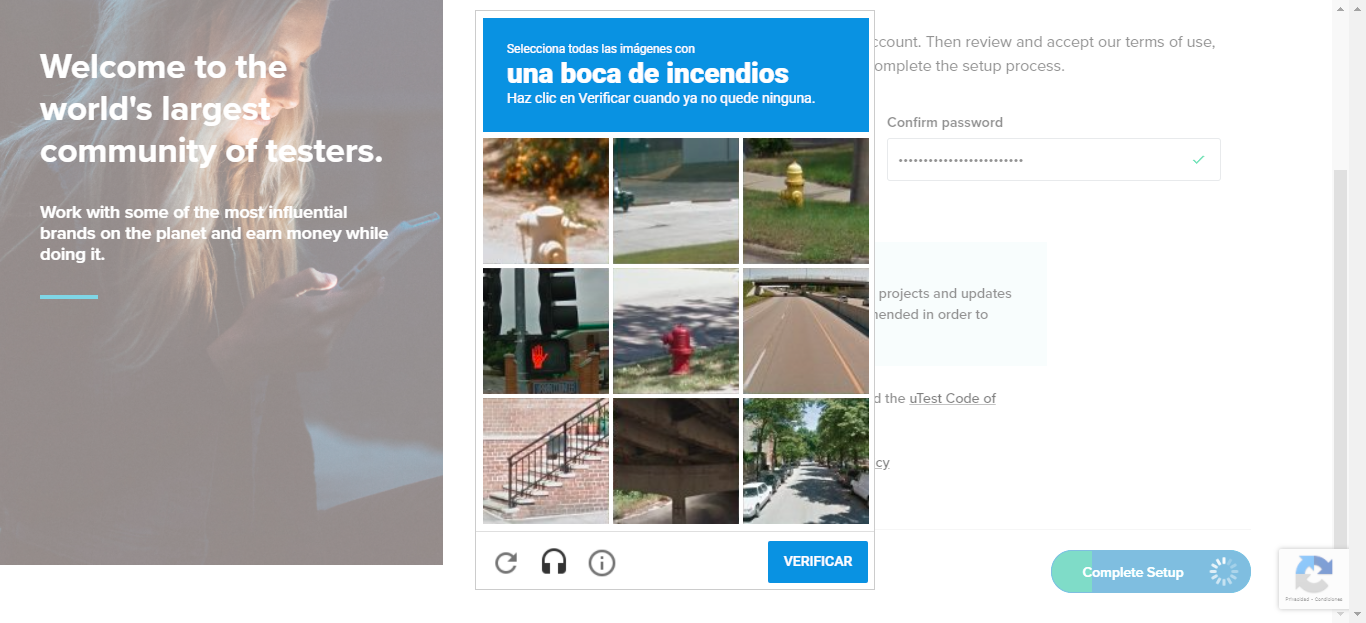 Welcome to the
world's largest
community of testers.
Work with some of the most influential
brands on the planet and earn money while
doing it.
Selecciona todas las imágenes con
una boca de incendios
Haz clic en Verificar cuando ya no quede ninguna.
VERIFICAR
ccount. Then review and accept our terms of use,
omplete the setup process.
Confirm password
projects and updates
mended in order to
d the uTest Code of
cy
Complete Setup
Privacidad - Condiciones